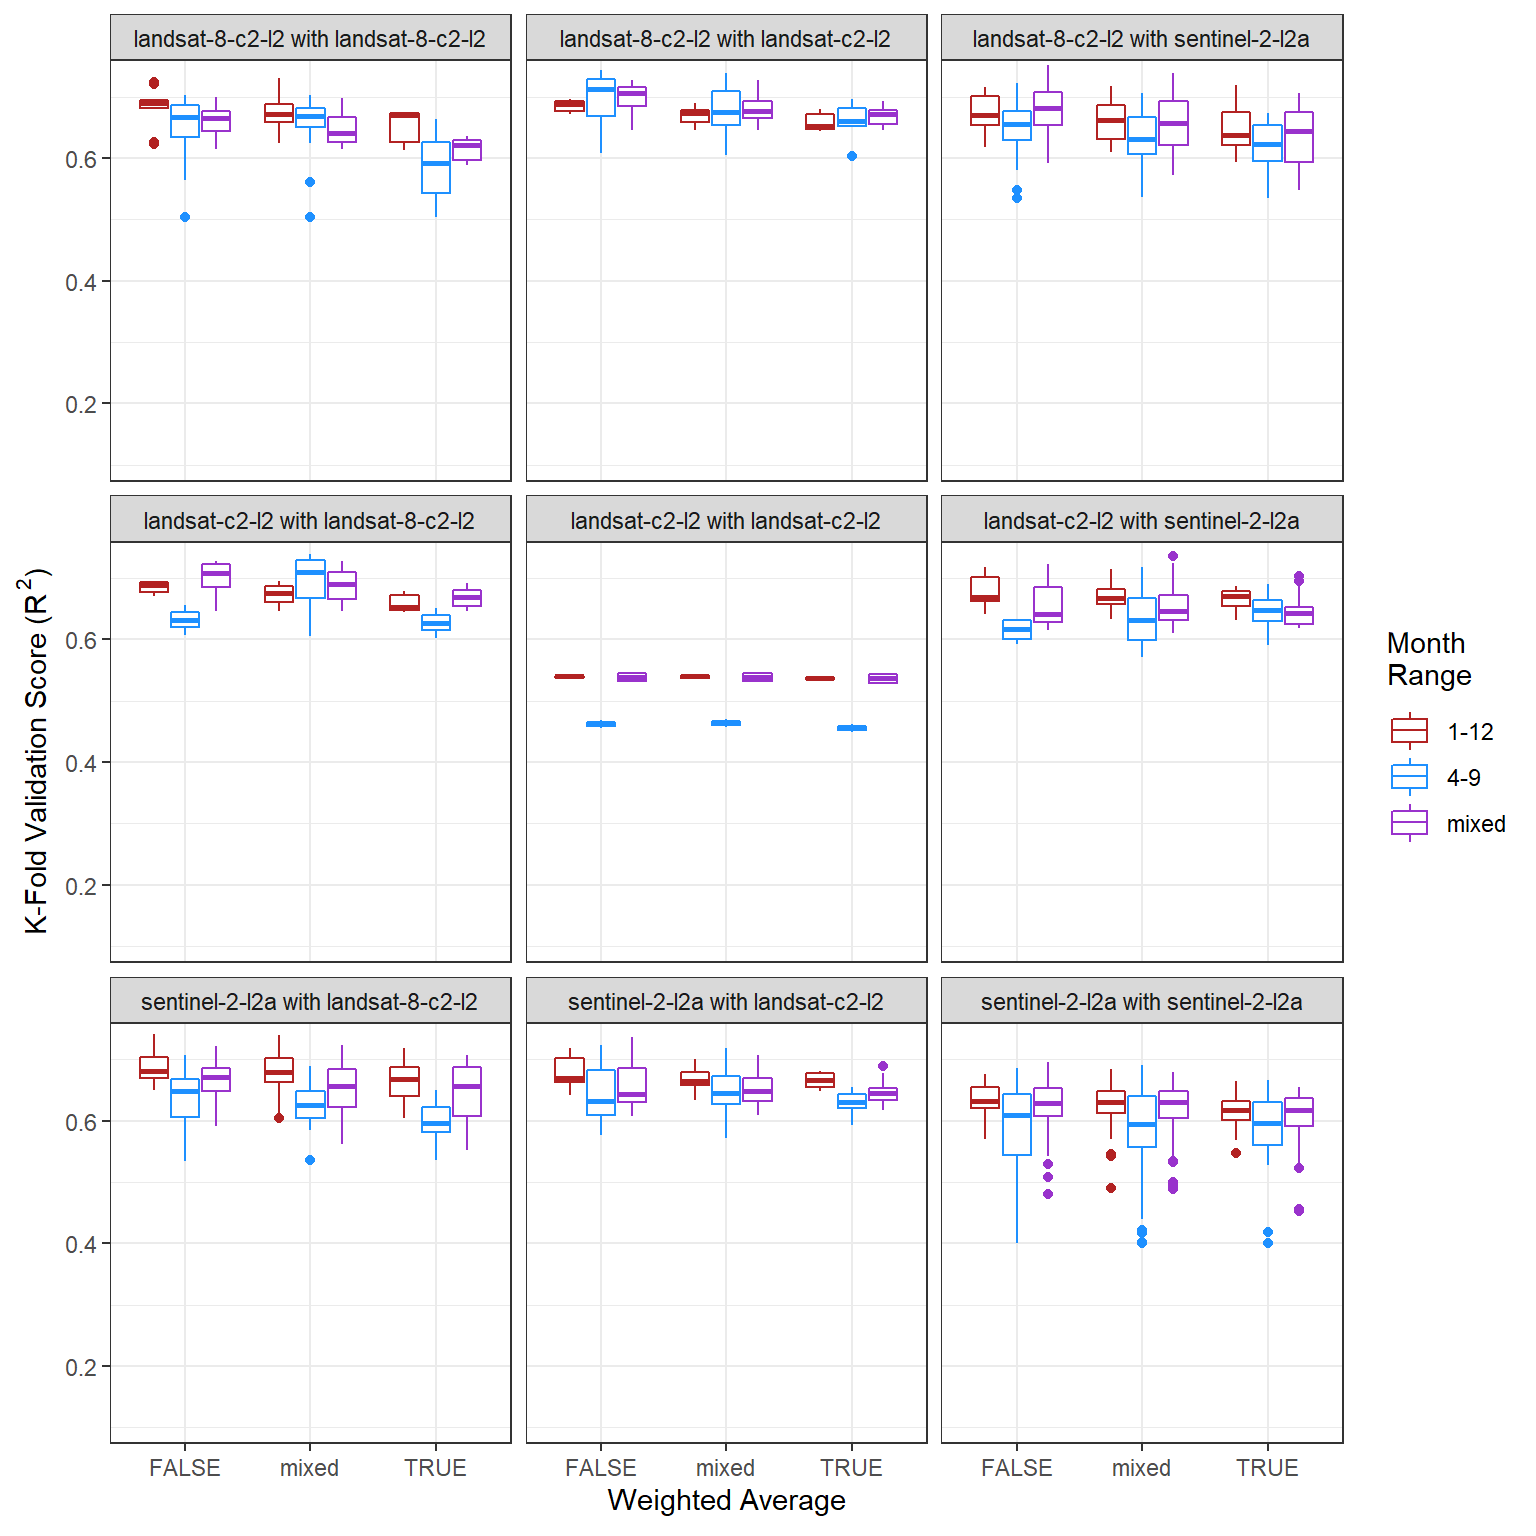 landsat-8-c2-l2 with landsat-8-c2-l2
landsat-8-c2-l2 with landsat-c2-l2
landsat-8-c2-l2 with sentinel-2-l2a
0.6
0.4
0.2
landsat-c2-l2 with landsat-8-c2-l2
landsat-c2-l2 with landsat-c2-l2
landsat-c2-l2 with sentinel-2-l2a
0.6
0.4
0.2
sentinel-2-l2a with landsat-8-c2-l2
sentinel-2-l2a with landsat-c2-l2
sentinel-2-l2a with sentinel-2-l2a
0.6
0.4
0.2
FALSE mixed TRUE
FALSE mixed TRUE
FALSE mixed TRUE
Weighted Average
K-Fold Validation Score (R²)
Month
Range
1-12
4-9
mixed